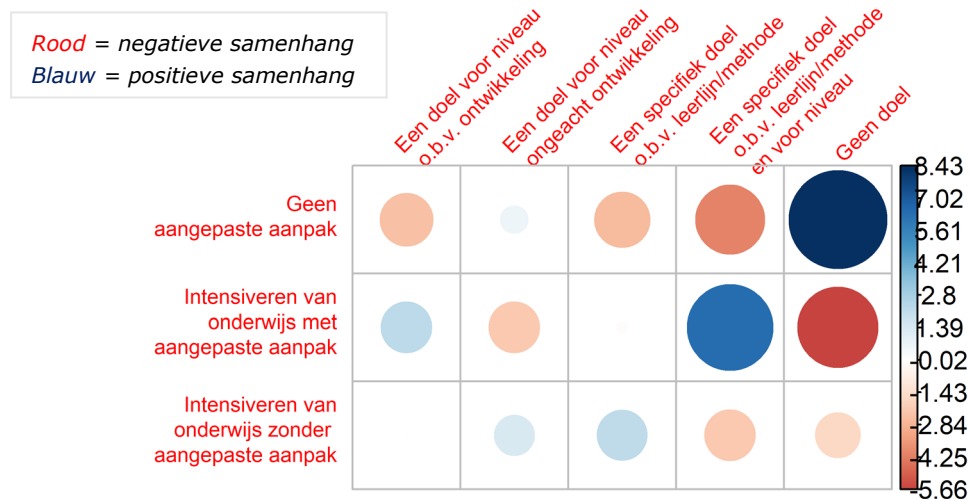 Rood = negatieve samenhang
Blauw = positieve samenhang
Een doel voor niveau
o.b.v. ontwikkeling
Een doel voor niveau
ongeacht ontwikkeling
Een specifiek doel
o.b.v. leerlijn/methode
Een specifiek doel
o.b.v. leerlijn/methode
en voor niveau
Geen doel
Geen
aangepaste aanpak
Intensiveren van
onderwijs met
aangepaste aanpak
Intensiveren van
onderwijs zonder
aangepaste aanpak
8.43
7.02
5.61
4.21
2.8
1.39
-0.02
-1.43
-2.84
-4.25
-5.66